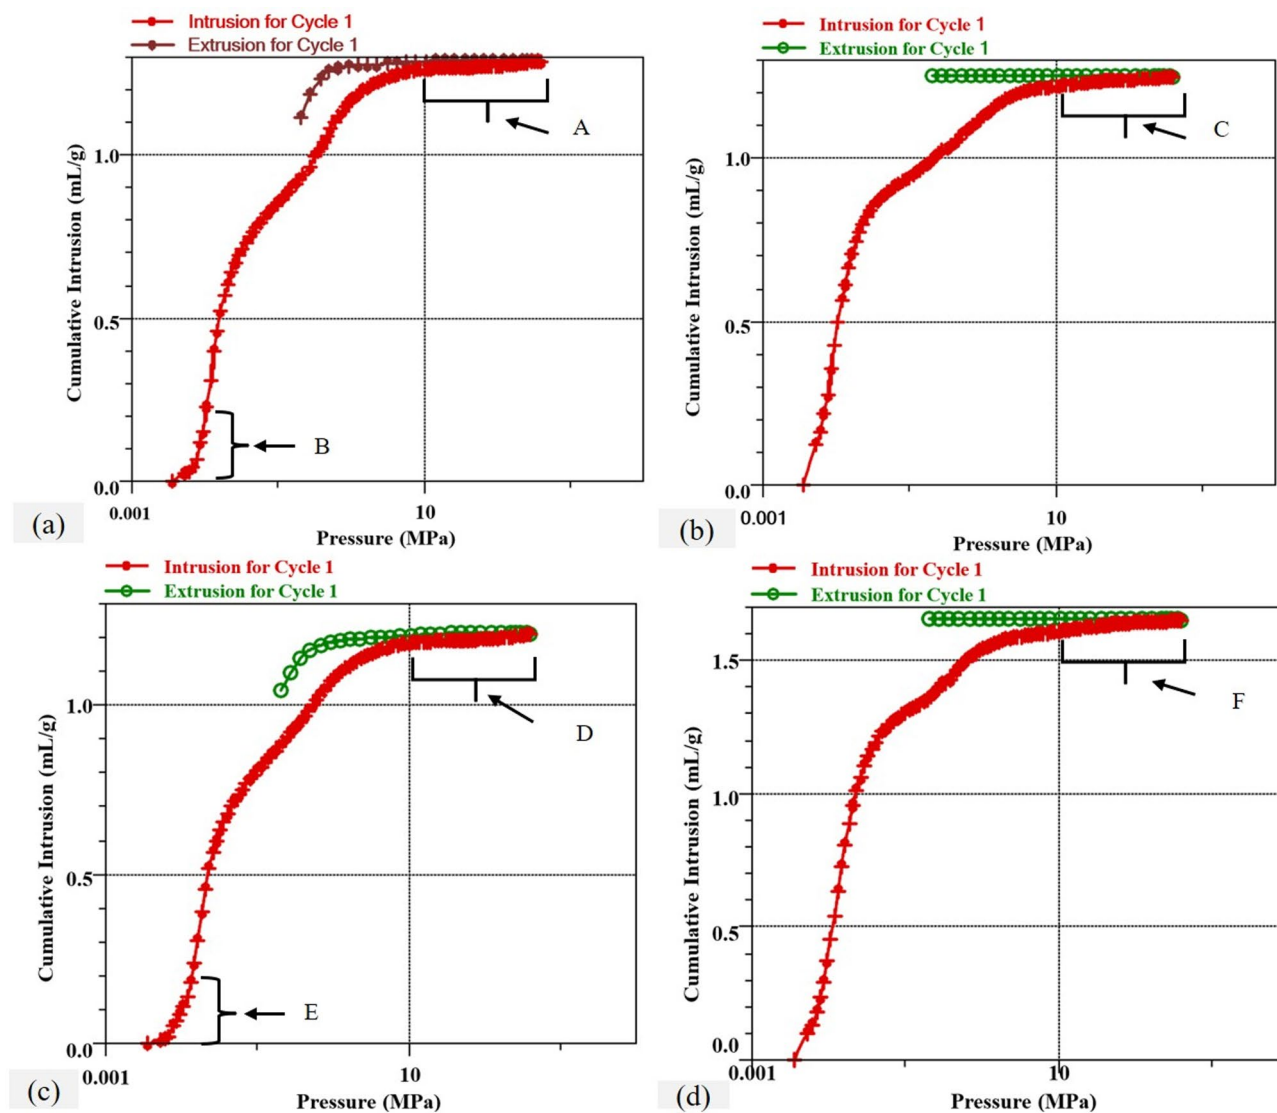 Intrusion for Cycle 1
Extrusion for Cycle 1
Cumulative Intrusion (mL/g)
1.0
0.5
0.0
0.001
10
Pressure (MPa)
A
B
(a)
Intrusion for Cycle 1
Extrusion for Cycle 1
Cumulative Intrusion (mL/g)
1.0
0.5
0.0
0.001
10
Pressure (MPa)
C
(b)
Intrusion for Cycle 1
Extrusion for Cycle 1
Cumulative Intrusion (mL/g)
1.0
0.5
0.0
0.001
10
Pressure (MPa)
D
E
(c)
Intrusion for Cycle 1
Extrusion for Cycle 1
Cumulative Intrusion (mL/g)
1.5
1.0
0.5
0.0
0.001
10
Pressure (MPa)
F
(d)